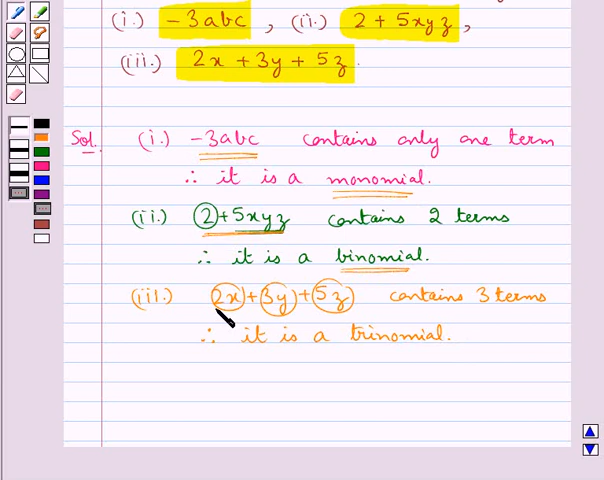 (i.) -3abc , (ii.) 2 + 5xyz ,
(iii.) 2x + 3y + 5z.
Sol. (i.) -3abc contains only one term
∴ it is a monomial.
(ii.) 2 + 5xyz contains 2 terms
∴ it is a binomial.
(iii.) 2x + 3y + 5z contains 3 terms
∴ it is a trinomial.